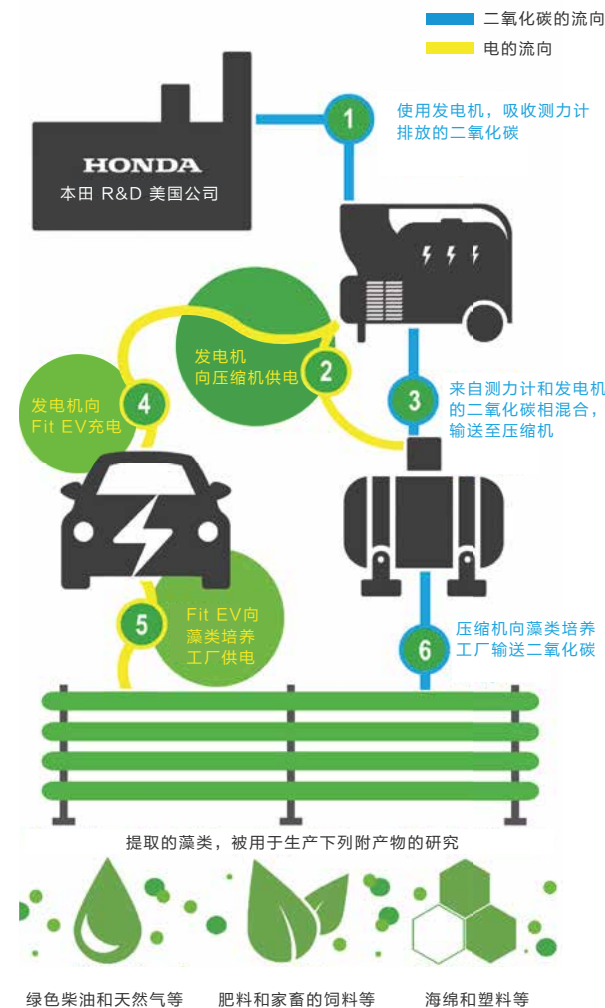 二氧化碳的流向
电的流向
1
使用发电机，吸收测力计
排放的二氧化碳
HONDA
本田 R&D 美国公司
发电机
向压缩机供电
2
3
来自测力计和发电机
的二氧化碳相混合，
输送至压缩机
发电机向
Fit EV充电
4
5
Fit EV向
藻类培养
工厂供电
6
压缩机向藻类培养
工厂输送二氧化碳
提取的藻类，被用于生产下列附产物的研究
绿色柴油和天然气等
肥料和家畜的饲料等
海绵和塑料等